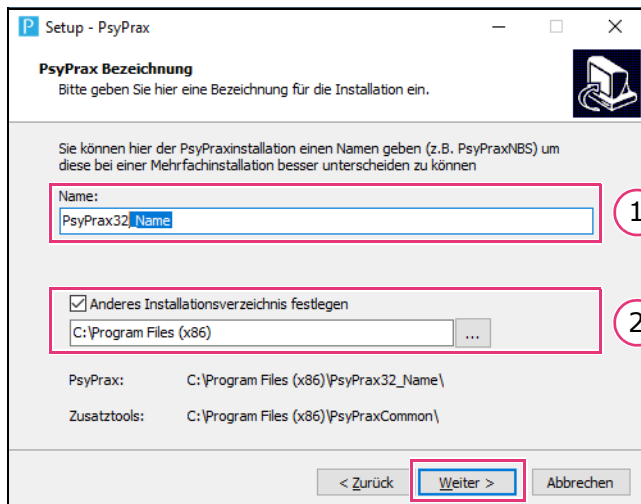 Setup - PsyPrax
PsyPrax Bezeichnung
Bitte geben Sie hier eine Bezeichnung für die Installation ein.
Sie können hier der PsyPraxinstallation einen Namen geben (z.B. PsyPraxNBS) um
diese bei einer Mehrfachinstallation besser unterscheiden zu können
Name:
PsyPrax32_Name
1
Anderes Installationsverzeichnis festlegen
C:\Program Files (x86)
...
2
PsyPrax: C:\Program Files (x86)\PsyPrax32_Name\
Zusatztools: C:\Program Files (x86)\PsyPraxCommon\
< Zurück Weiter > Abbrechen